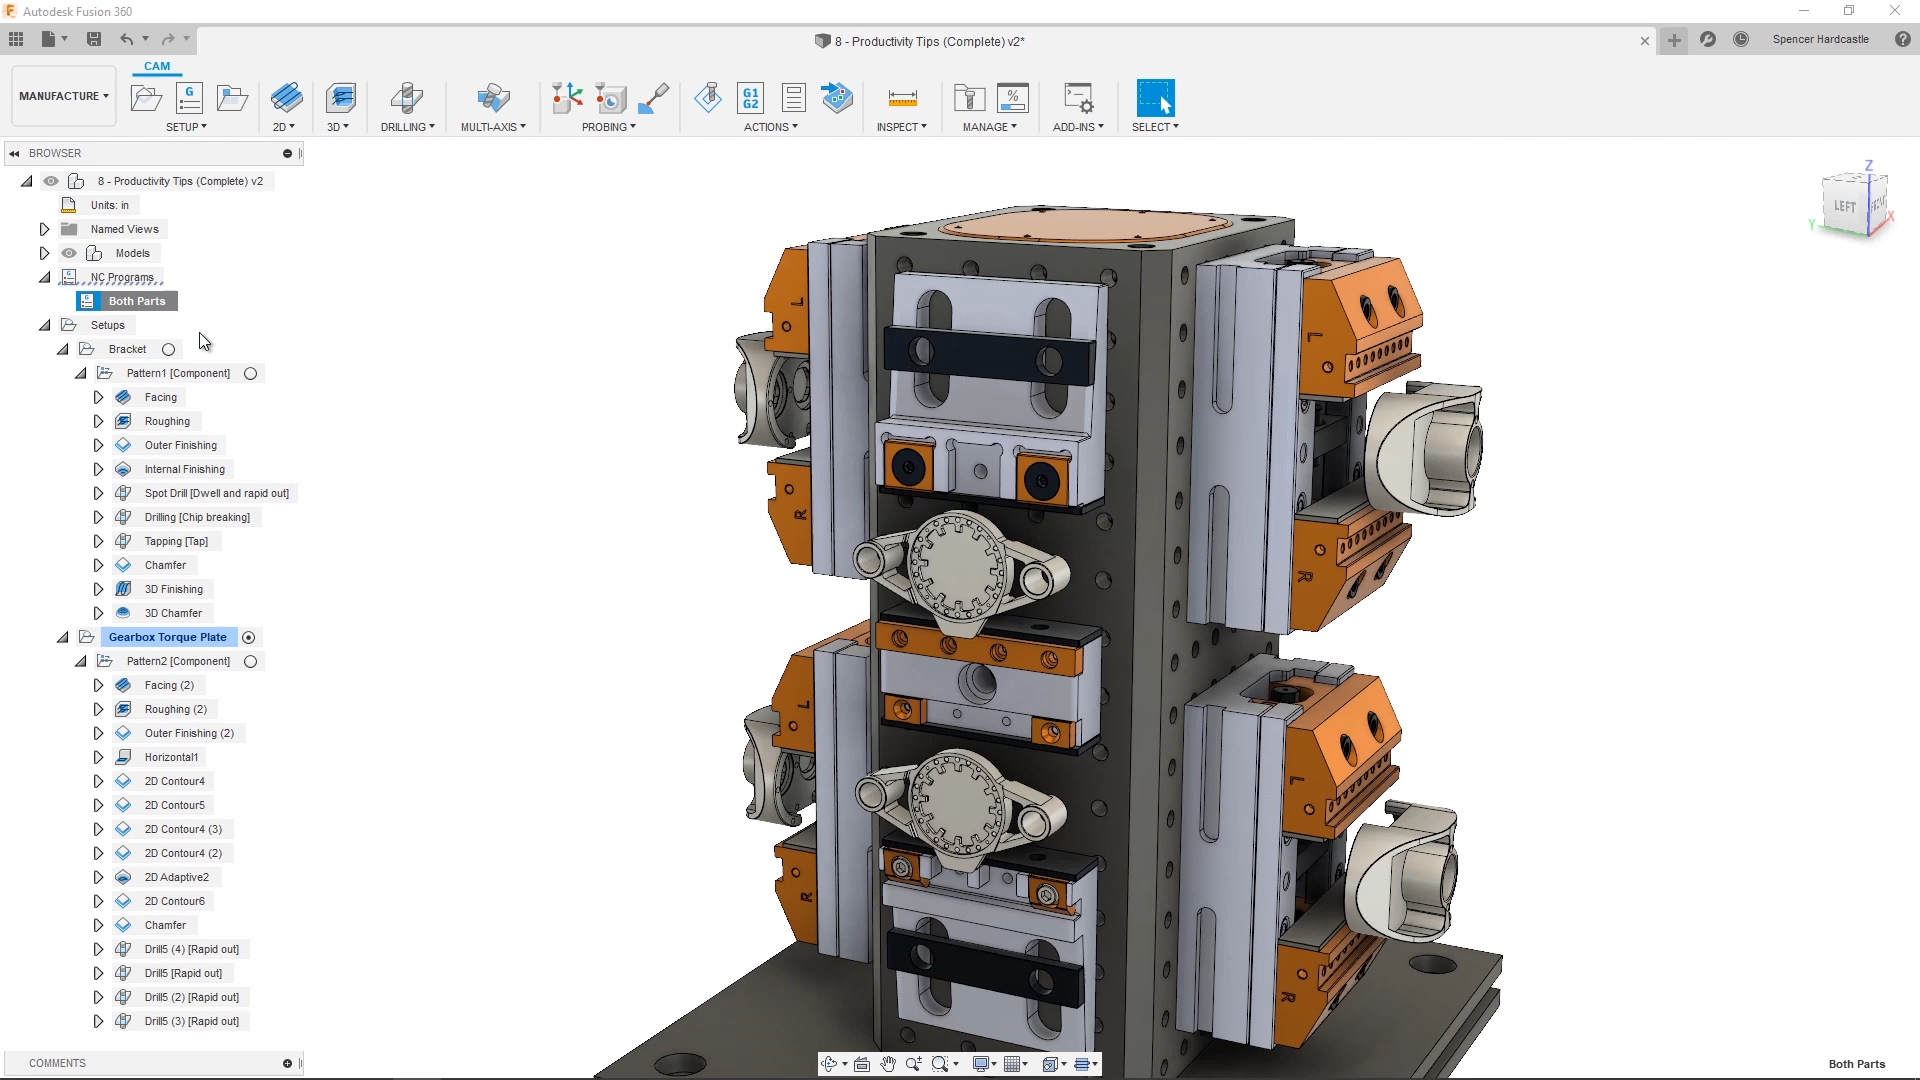 Autodesk Fusion 360
8 - Productivity Tips (Complete) v2*
Spencer Hardcastle
MANUFACTURE
CAM
G
G1
G2
%
SETUP
2D
3D
DRILLING
MULTI-AXIS
PROBING
ACTIONS
INSPECT
MANAGE
ADD-INS
SELECT
BROWSER
8 - Productivity Tips (Complete) v2
Units: in
Named Views
Models
NC Programs
Both Parts
Setups
Bracket
Pattern1 [Component]
Facing
Roughing
Outer Finishing
Internal Finishing
Spot Drill [Dwell and rapid out]
Drilling [Chip breaking]
Tapping [Tap]
Chamfer
3D Finishing
3D Chamfer
Gearbox Torque Plate
Pattern2 [Component]
Facing (2)
Roughing (2)
Outer Finishing (2)
Horizontal1
2D Contour4
2D Contour5
2D Contour4 (3)
2D Contour4 (2)
2D Adaptive2
2D Contour6
Chamfer
Drill5 (4) [Rapid out]
Drill5 [Rapid out]
Drill5 (2) [Rapid out]
Drill5 (3) [Rapid out]
COMMENTS
Z
LEFT
FRONT
X
Y
L
R
L
R
L
R
L
R
Both Parts